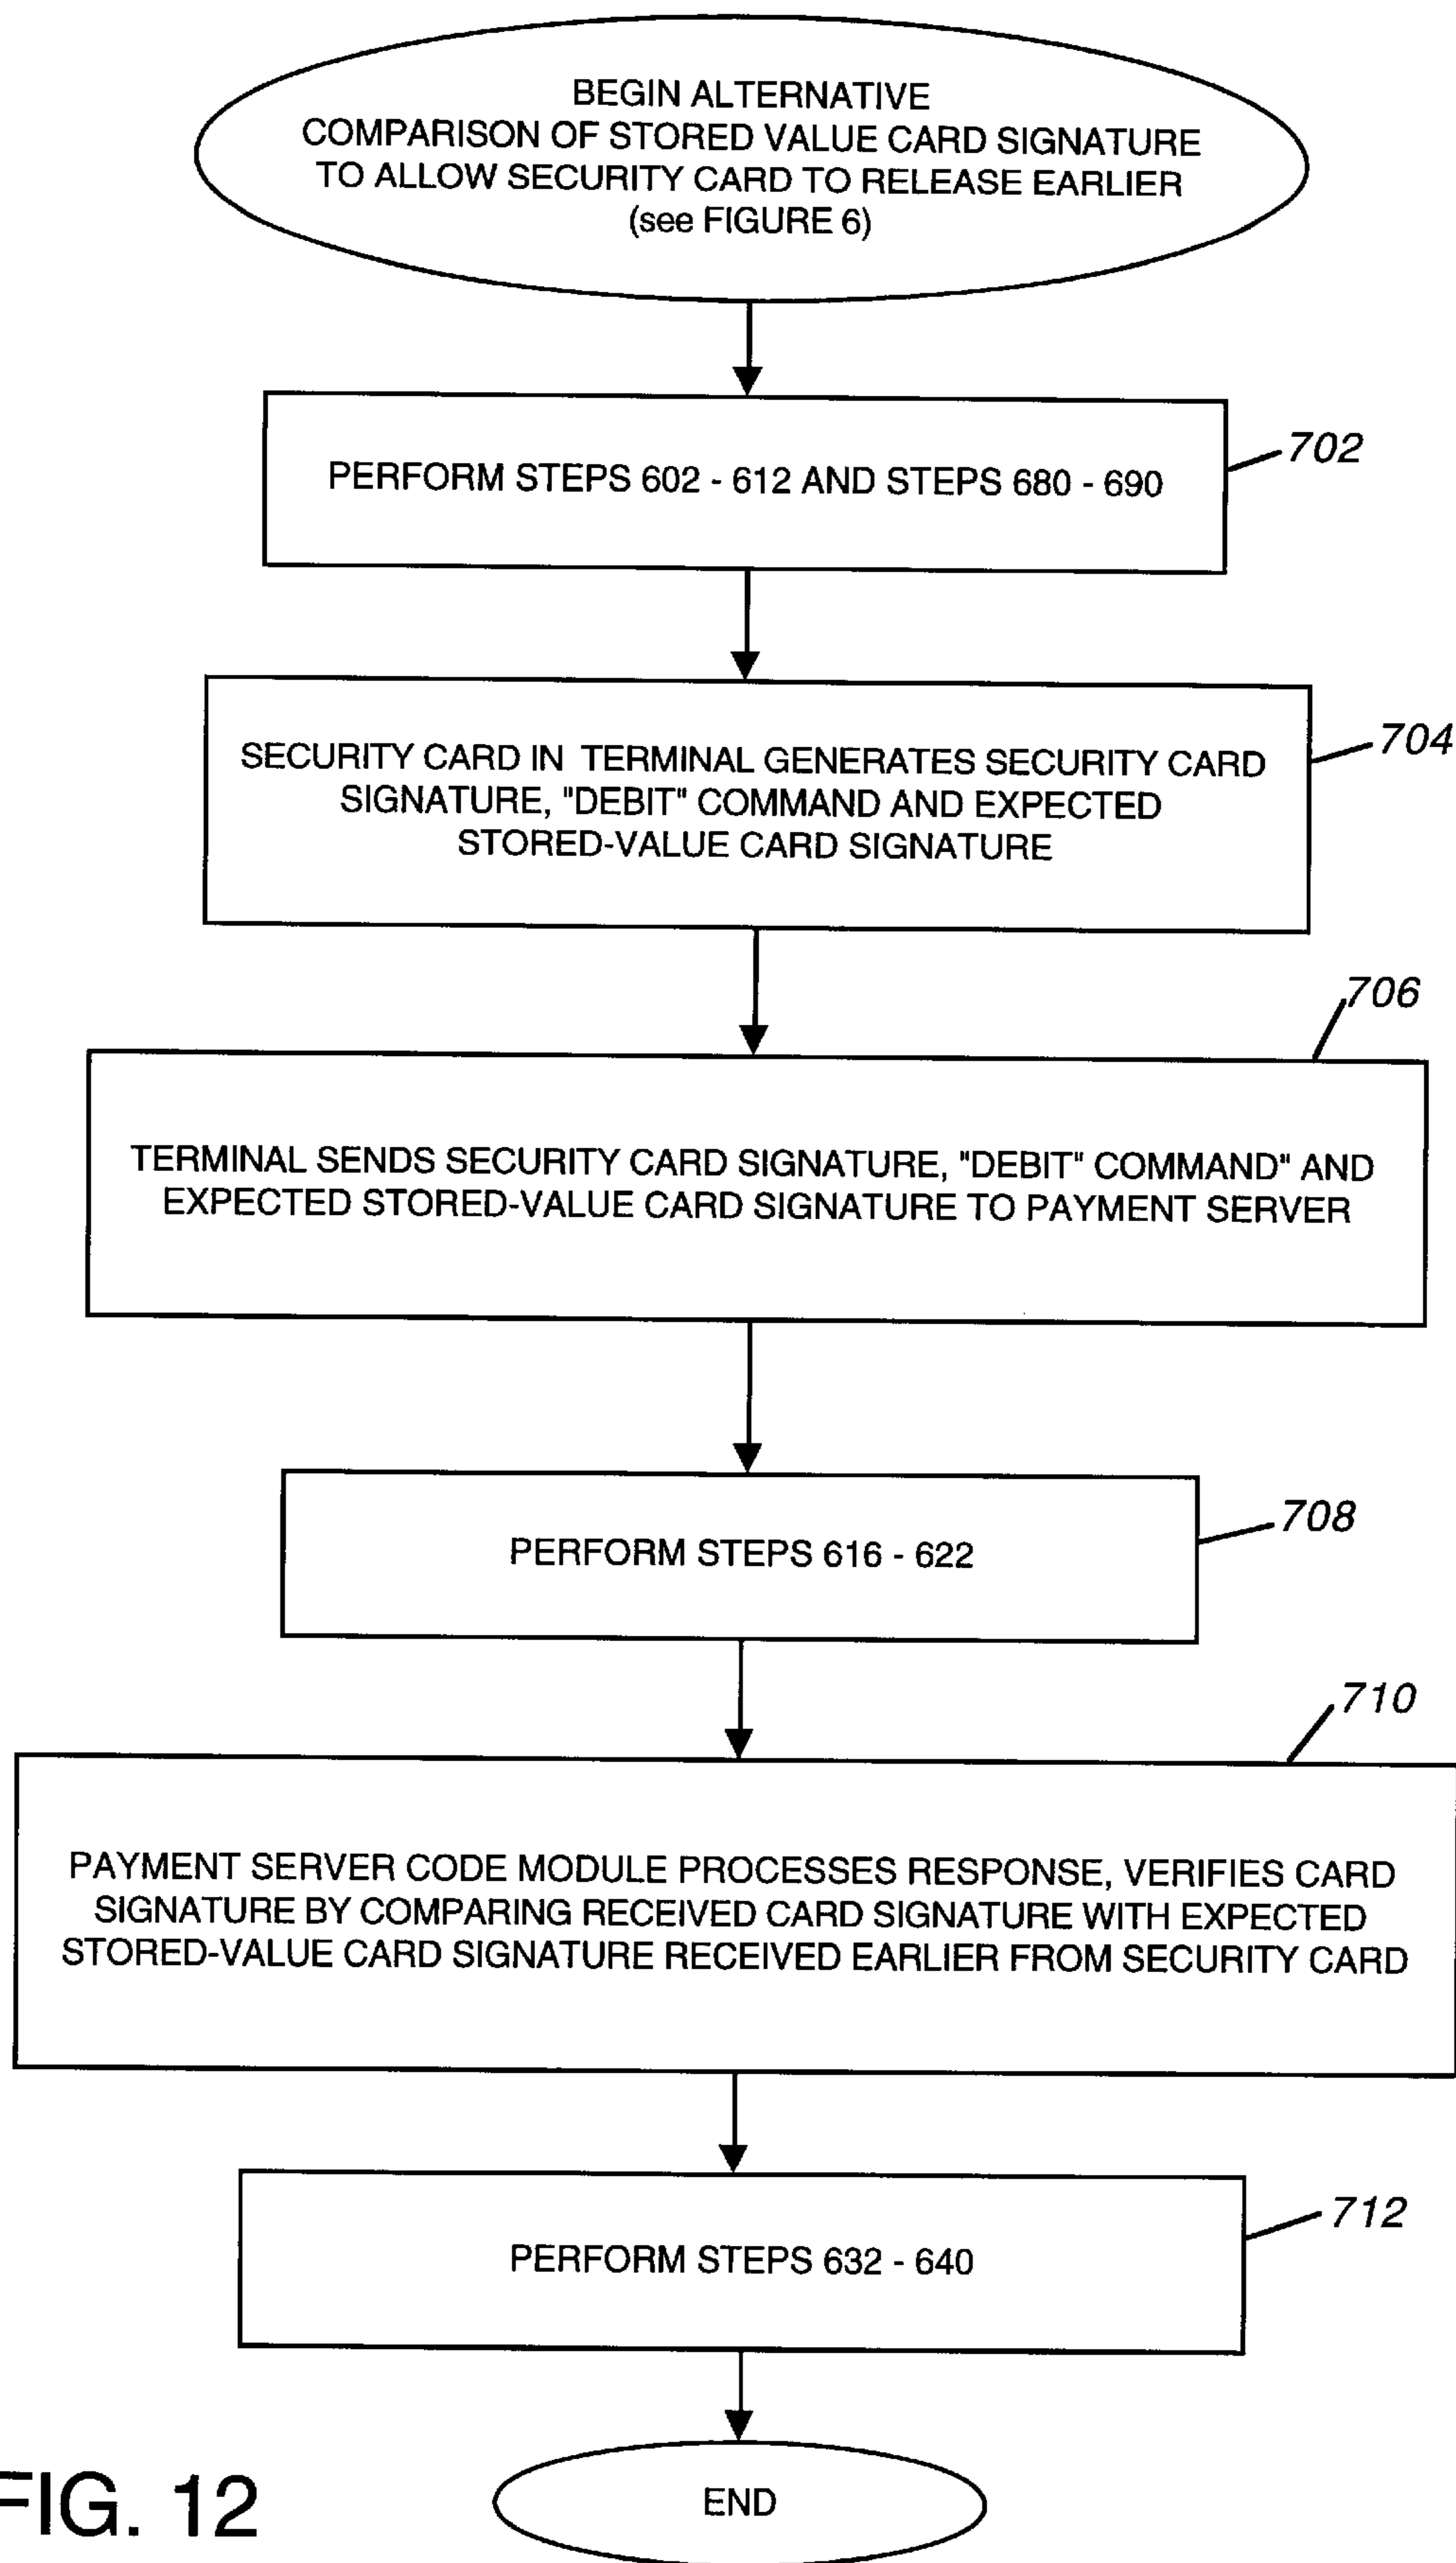 BEGIN ALTERNATIVE
COMPARISON OF STORED VALUE CARD SIGNATURE
TO ALLOW SECURITY CARD TO RELEASE EARLIER
(see FIGURE 6)
702
PERFORM STEPS 602 - 612 AND STEPS 680 - 690
704
SECURITY CARD IN TERMINAL GENERATES SECURITY CARD
SIGNATURE, "DEBIT" COMMAND AND EXPECTED
STORED-VALUE CARD SIGNATURE
706
TERMINAL SENDS SECURITY CARD SIGNATURE, "DEBIT" COMMAND" AND
EXPECTED STORED-VALUE CARD SIGNATURE TO PAYMENT SERVER
708
PERFORM STEPS 616 - 622
710
PAYMENT SERVER CODE MODULE PROCESSES RESPONSE, VERIFIES CARD
SIGNATURE BY COMPARING RECEIVED CARD SIGNATURE WITH EXPECTED
STORED-VALUE CARD SIGNATURE RECEIVED EARLIER FROM SECURITY CARD
712
PERFORM STEPS 632 - 640
END
FIG. 12